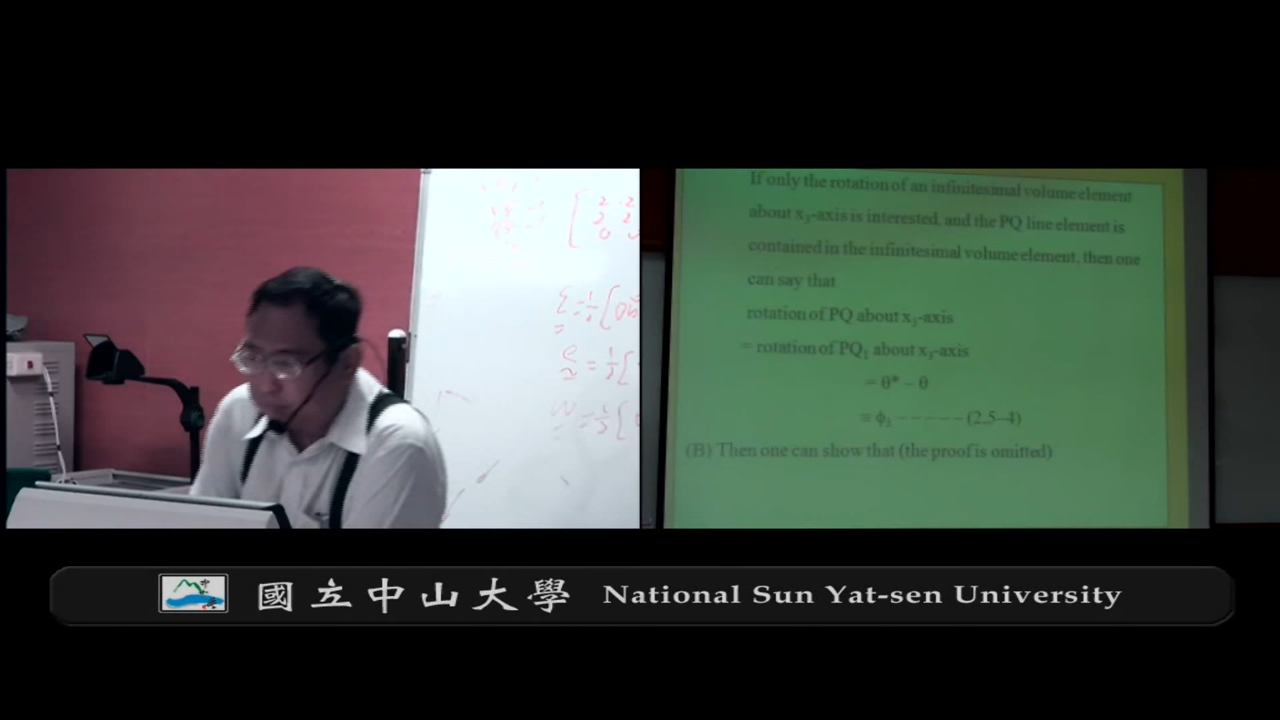 If only the rotation of an infinitesimal volume element
about x₃-axis is interested, and the PQ line element is
contained in the infinitesimal volume element, then one
can say that
rotation of PQ about x₃-axis
= rotation of PQ₁ about x₃-axis
= θ* − θ
= ϕ₃ − − − − − (2.5–4)
(B) Then one can show that (the proof is omitted)
國立中山大學 National Sun Yat-sen University